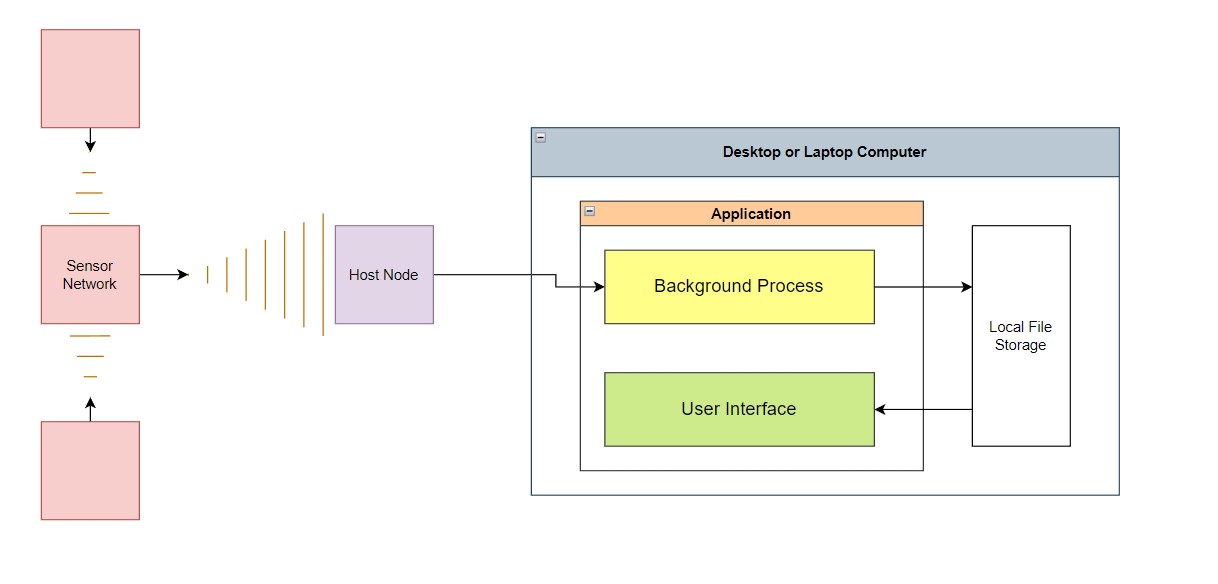 Desktop or Laptop Computer
Application
Sensor
Network
Host Node
Background Process
Local File
Storage
User Interface